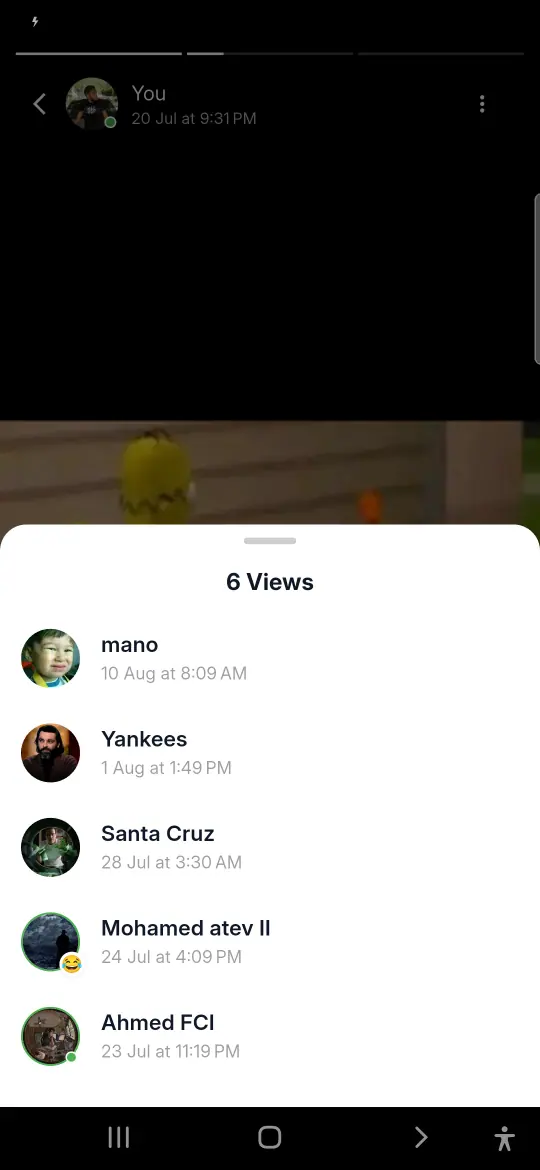 You
20 Jul at 9:31 PM
6 Views
mano
10 Aug at 8:09 AM
Yankees
1 Aug at 1:49 PM
Santa Cruz
28 Jul at 3:30 AM
Mohamed atev II
24 Jul at 4:09 PM
Ahmed FCI
23 Jul at 11:19 PM